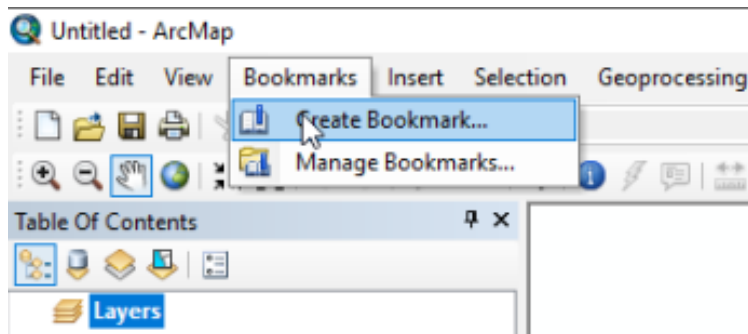 Untitled - ArcMap
File Edit View Bookmarks Insert Selection Geoprocessing
Create Bookmark...
Manage Bookmarks...
Table Of Contents
Layers